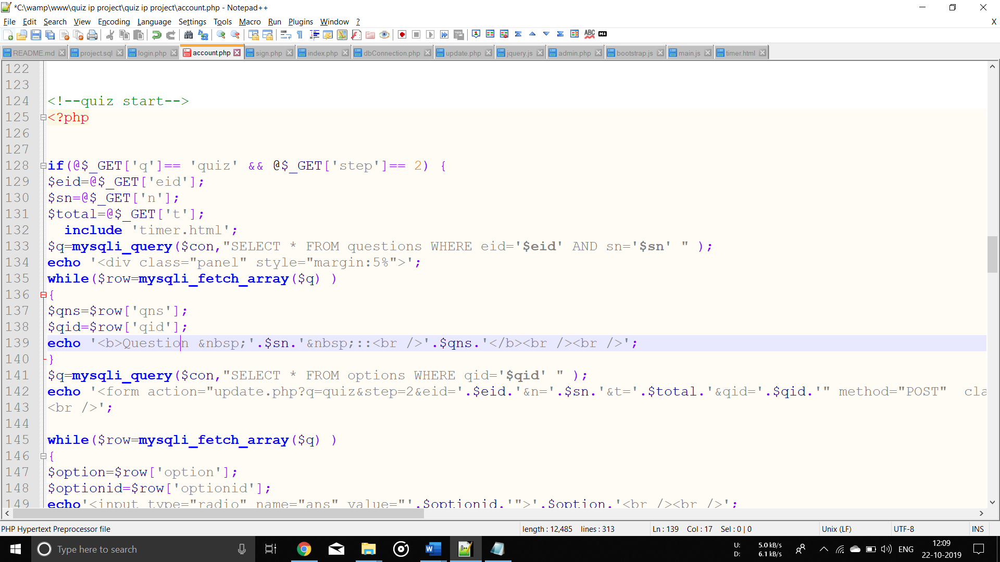 *C:\wamp\www\quiz ip project\quiz ip project\account.php - Notepad++
File Edit Search View Encoding Language Settings Tools Macro Run Plugins Window ? X
README.md project.sql login.php account.php sign.php index.php dbConnection.php update.php jquery.js admin.php bootstrap.js main.js timer.html
122
123
124 <!--quiz start-->
125 <?php
126
127
128 if(@$_GET['q']== 'quiz' && @$_GET['step']== 2) {
129 $eid=@$_GET['eid'];
130 $sn=@$_GET['n'];
131 $total=@$_GET['t'];
132   include 'timer.html';
133 $q=mysqli_query($con,"SELECT * FROM questions WHERE eid='$eid' AND sn='$sn' " );
134 echo '<div class="panel" style="margin:5%">';
135 while($row=mysqli_fetch_array($q) )
136 {
137 $qns=$row['qns'];
138 $qid=$row['qid'];
139 echo '<b>Question &nbsp;'.$sn.'&nbsp;::<br />'.$qns.'</b><br /><br />';
140 }
141 $q=mysqli_query($con,"SELECT * FROM options WHERE qid='$qid' " );
142 echo '<form action="update.php?q=quiz&step=2&eid='.$eid.'&n='.$sn.'&t='.$total.'&qid='.$qid.'" method="POST"  cla
143 <br />';
144
145 while($row=mysqli_fetch_array($q) )
146 {
147 $option=$row['option'];
148 $optionid=$row['optionid'];
149 echo'<input type="radio" name="ans" value="'.$optionid.'">'.$option.'<br /><br />';
PHP Hypertext Preprocessor file length : 12,485 lines : 313 Ln : 139 Col : 17 Sel : 0 | 0 Unix (LF) UTF-8 INS
Type here to search U: 5.0 kB/s D: 6.1 kB/s ENG 12:09 22-10-2019